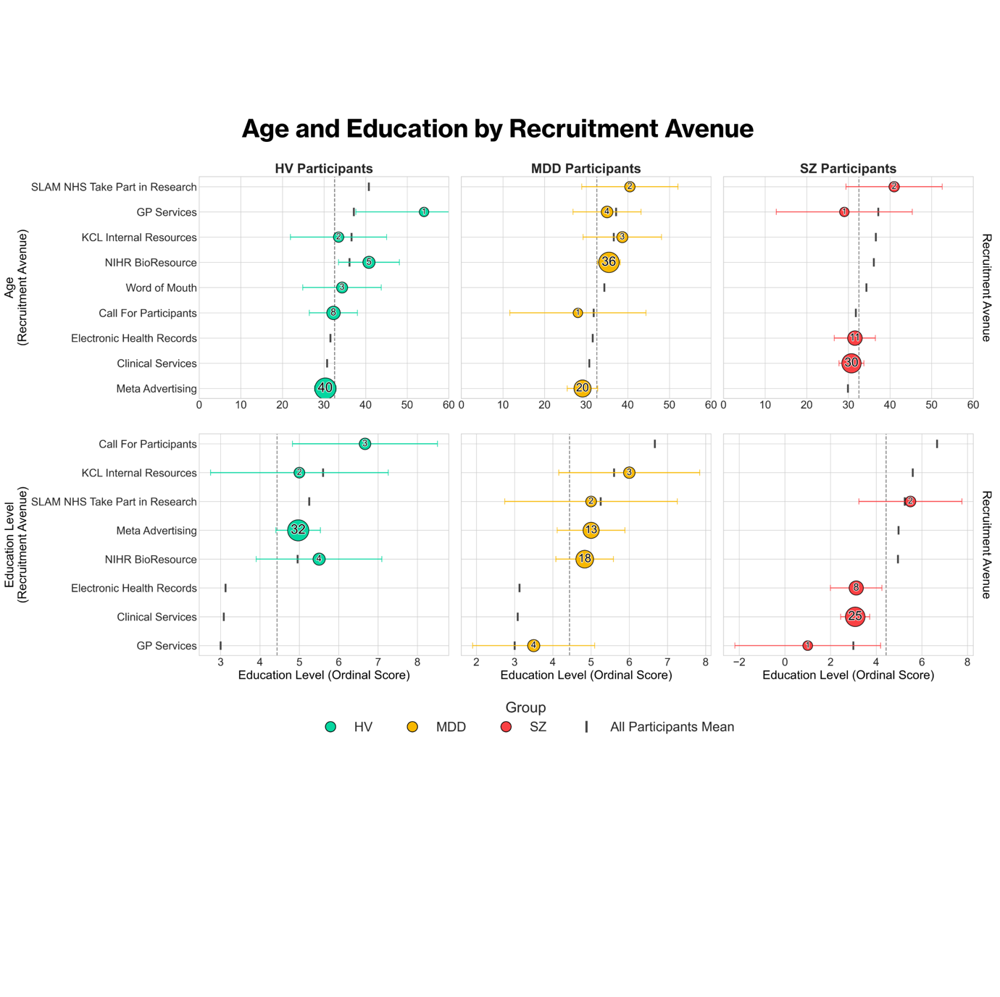 Age and Education by Recruitment Avenue
HV Participants
MDD Participants
SZ Participants
Age
(Recruitment Avenue)
SLAM NHS Take Part in Research
2
2
GP Services
1
4
1
KCL Internal Resources
2
3
NIHR BioResource
5
36
Word of Mouth
3
Call For Participants
8
1
Electronic Health Records
11
Clinical Services
30
Meta Advertising
40
20
Recruitment Avenue
0 10 20 30 40 50 60
0 10 20 30 40 50 60
0 10 20 30 40 50 60
Education Level
(Recruitment Avenue)
Call For Participants
3
KCL Internal Resources
2
3
SLAM NHS Take Part in Research
2
2
Meta Advertising
32
13
NIHR BioResource
4
18
Electronic Health Records
8
Clinical Services
25
GP Services
4
1
Recruitment Avenue
3 4 5 6 7 8
2 3 4 5 6 7 8
−2 0 2 4 6 8
Education Level (Ordinal Score)
Education Level (Ordinal Score)
Education Level (Ordinal Score)
Group
HV MDD SZ All Participants Mean